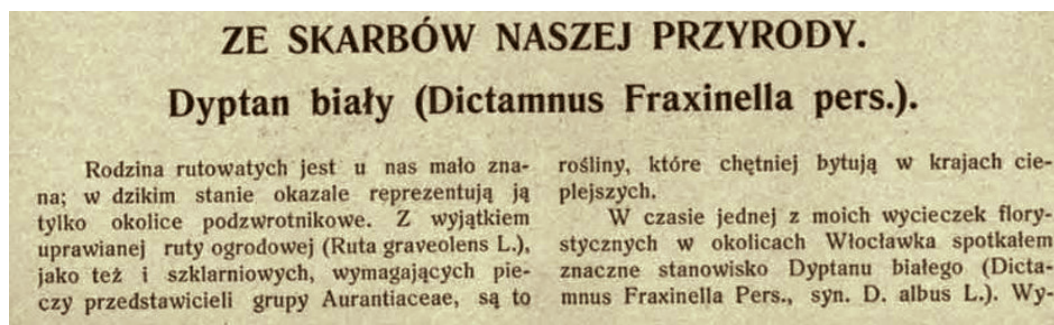 ZE SKARBÓW NASZEJ PRZYRODY.
Dyptan biały (Dictamnus Fraxinella pers.).
Rodzina rutowatych jest u nas mało zna-
na; w dzikim stanie okazale reprezentują ją
tylko okolice podzwrotnikowe. Z wyjątkiem
uprawianej ruty ogrodowej (Ruta graveolens L.),
jako też i szklarniowych, wymagających pie-
czy przedstawicieli grupy Aurantiaceae, są to
rośliny, które chętniej bytują w krajach cie-
plejszych.
W czasie jednej z moich wycieczek flory-
stycznych w okolicach Włocławka spotkałem
znaczne stanowisko Dyptanu białego (Dicta-
mnus Fraxinella Pers., syn. D. albus L.). Wy-